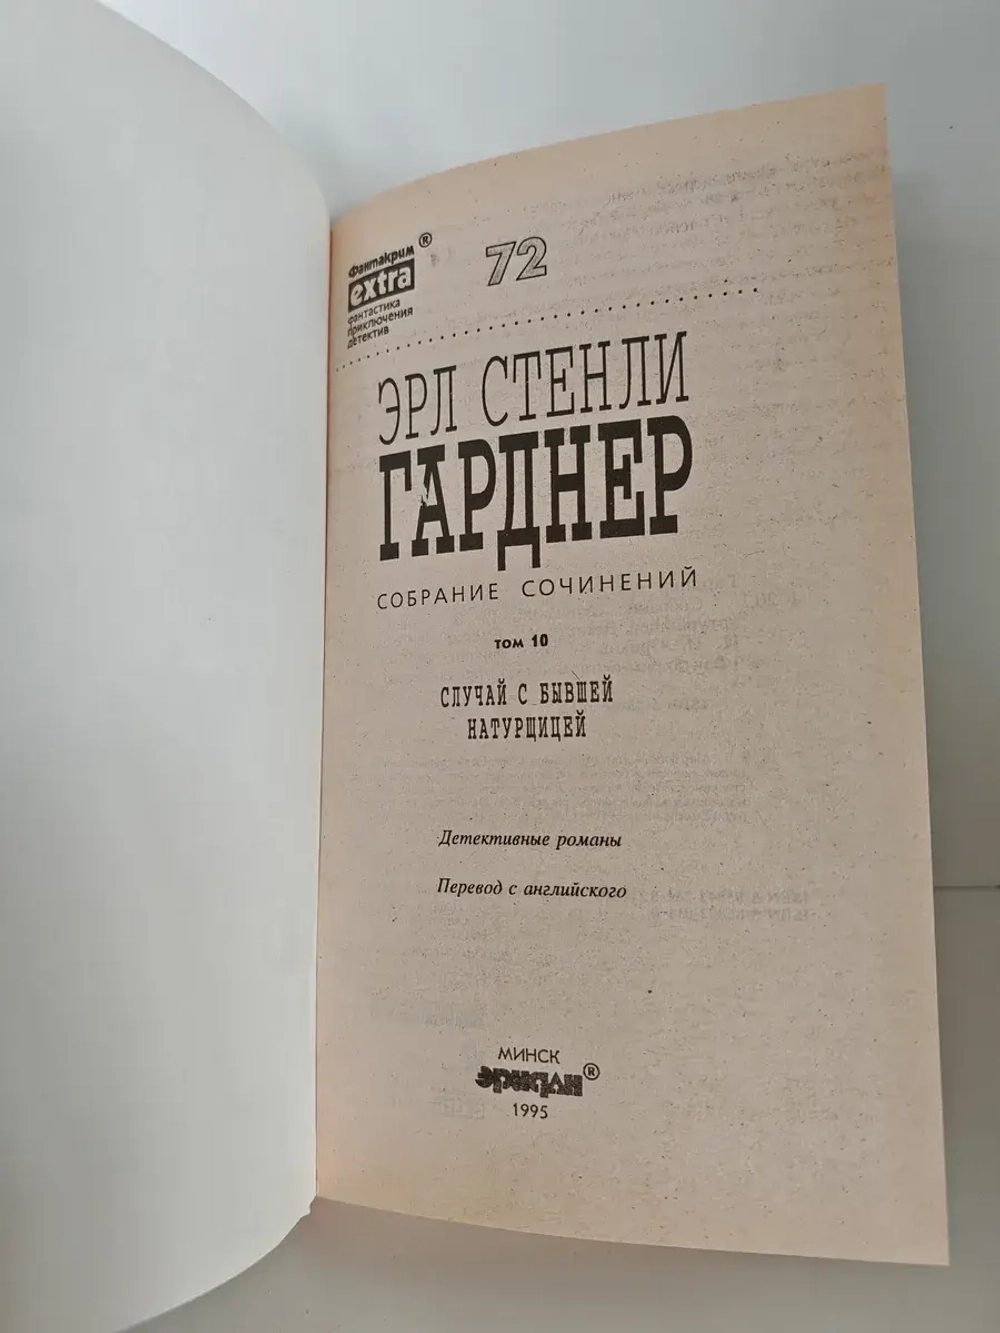 Фантакрим ®
extra
фантастика
приключения
детектив
72
ЭРЛ СТЕНЛИ
ГАРДНЕР
СОБРАНИЕ СОЧИНЕНИЙ
ТОМ 10
СЛУЧАЙ С БЫВШЕЙ
НАТУРЩИЦЕЙ
Детективные романы
Перевод с английского
МИНСК
Эридан ®
1995